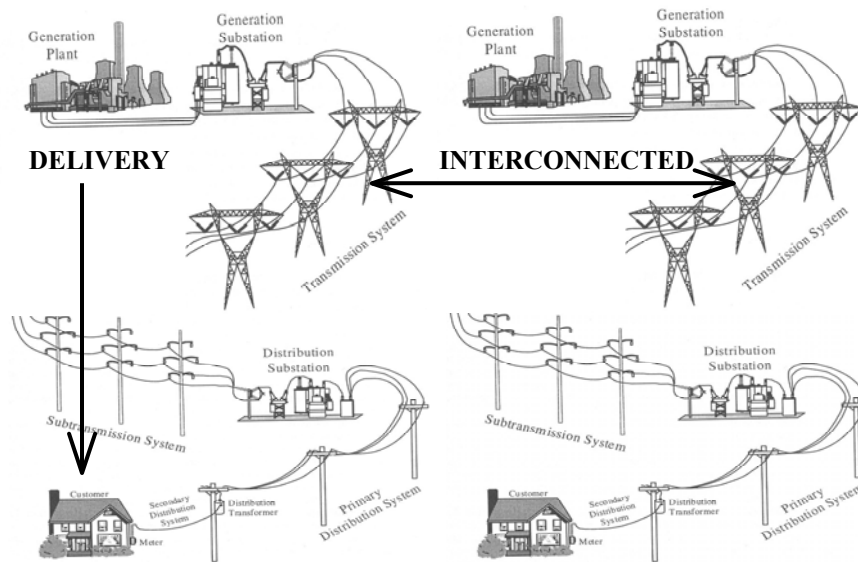 Generation
Plant
Generation
Substation
Generation
Plant
Generation
Substation
DELIVERY
INTERCONNECTED
Transmission System
Transmission System
Distribution
Substation
Distribution
Substation
Subtransmission System
Subtransmission System
Customer
Secondary
Distribution
System
Distribution
Transformer
Primary
Distribution System
Meter
Customer
Secondary
Distribution
System
Distribution
Transformer
Primary
Distribution System
Meter